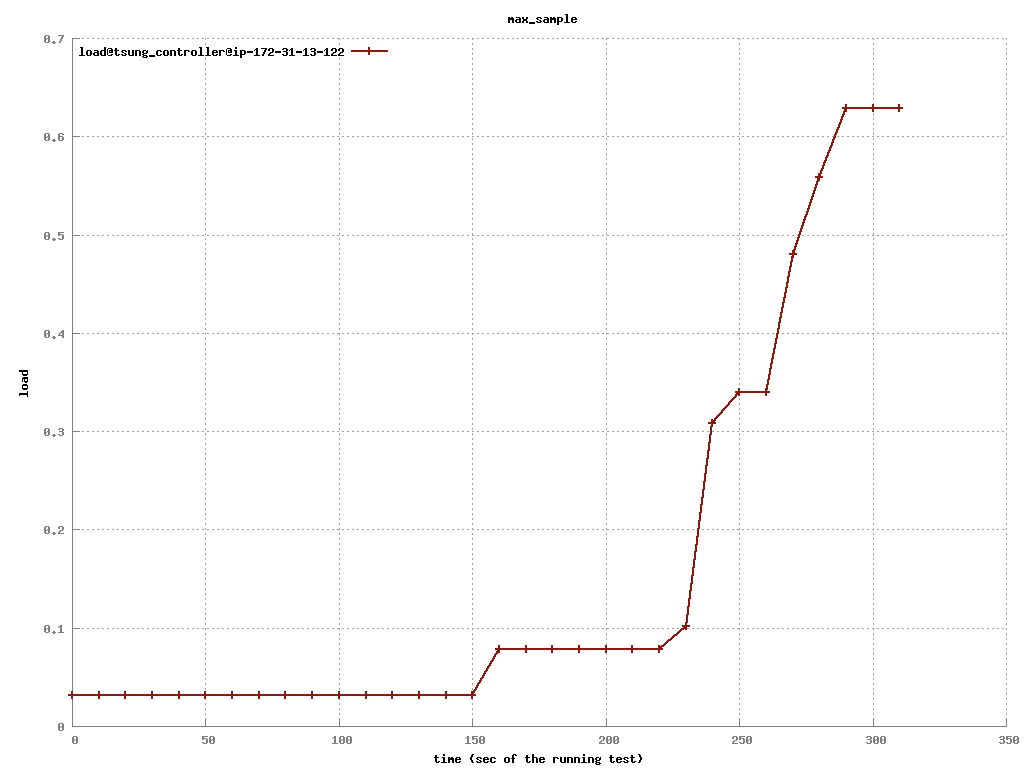 max_sample
load@tsung_controller@ip-172-31-13-122
0.7
0.6
0.5
0.4
0.3
0.2
0.1
0
load
0 50 100 150 200 250 300 350
time (sec of the running test)